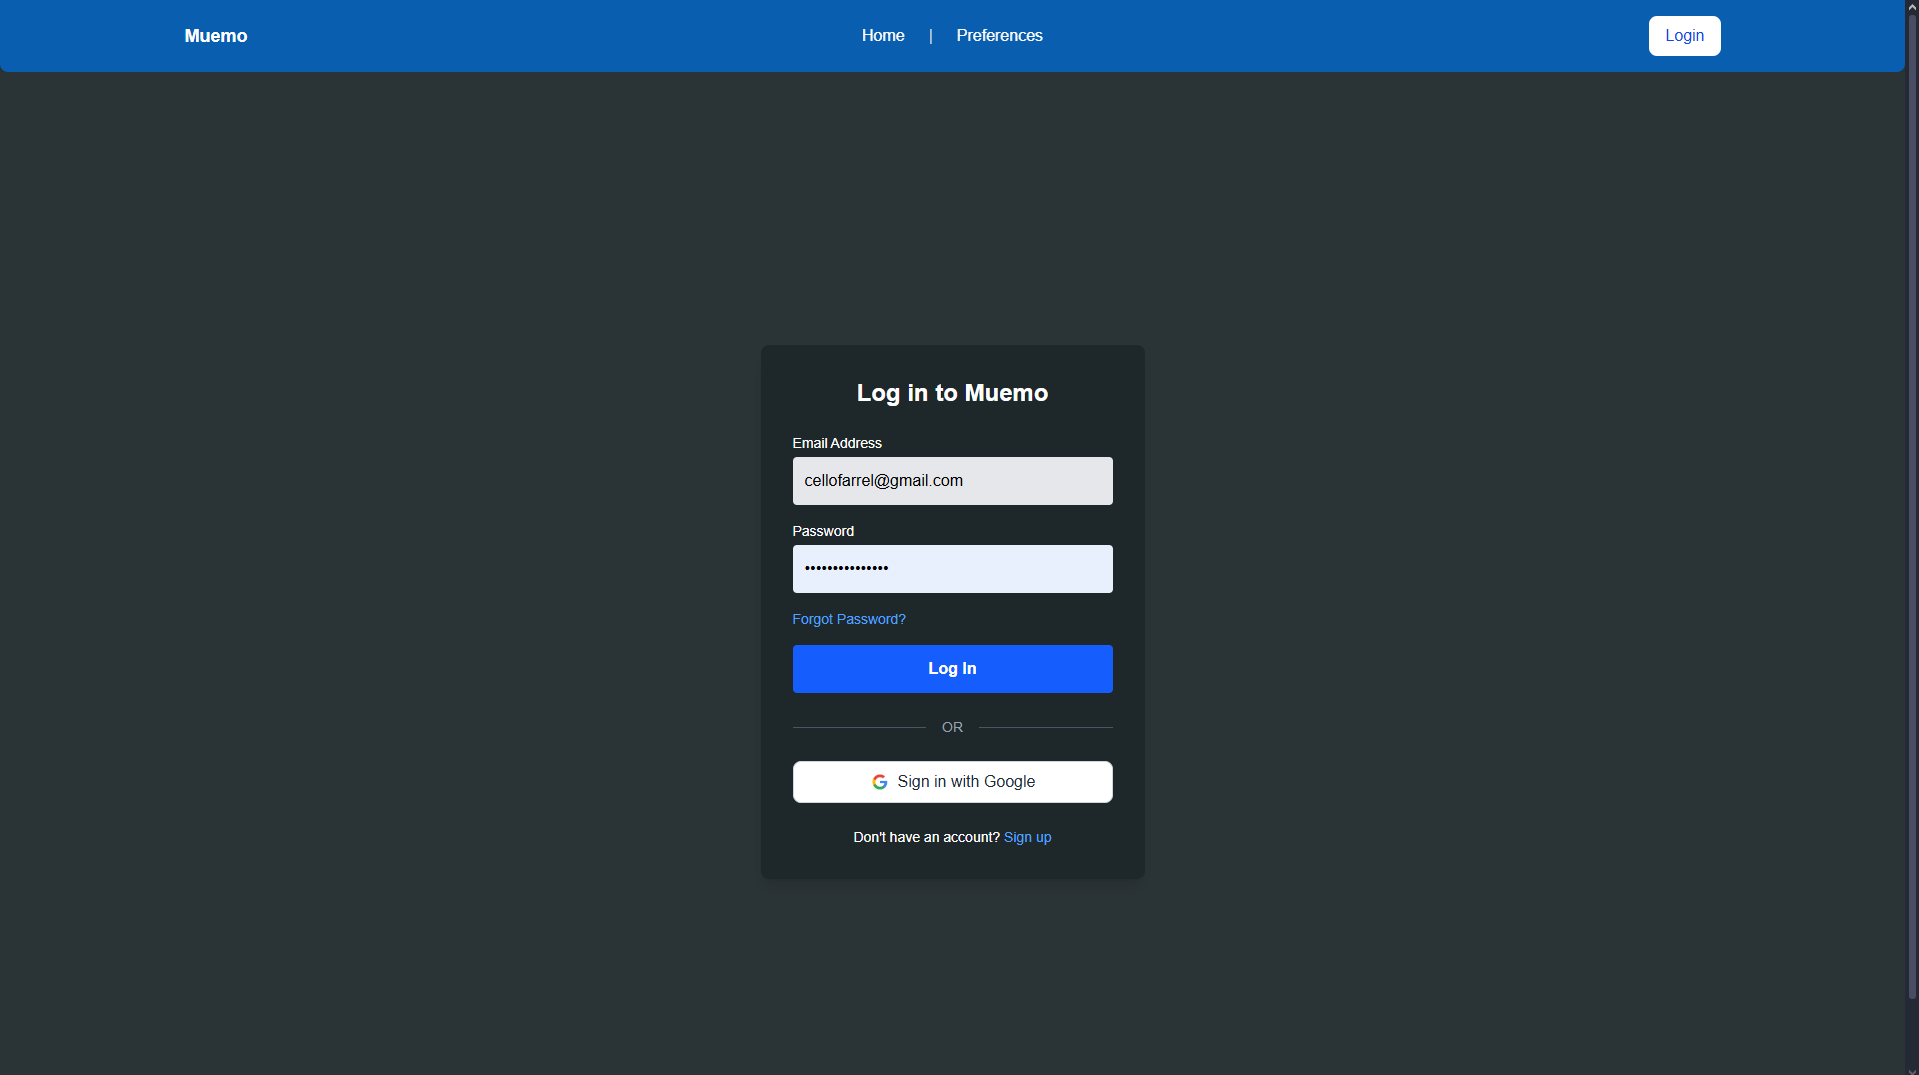 Muemo
Home | Preferences
Login
Log in to Muemo
Email Address
cellofarrel@gmail.com
Password
•••••••••••••••
Forgot Password?
Log In
OR
Sign in with Google
Don't have an account? Sign up